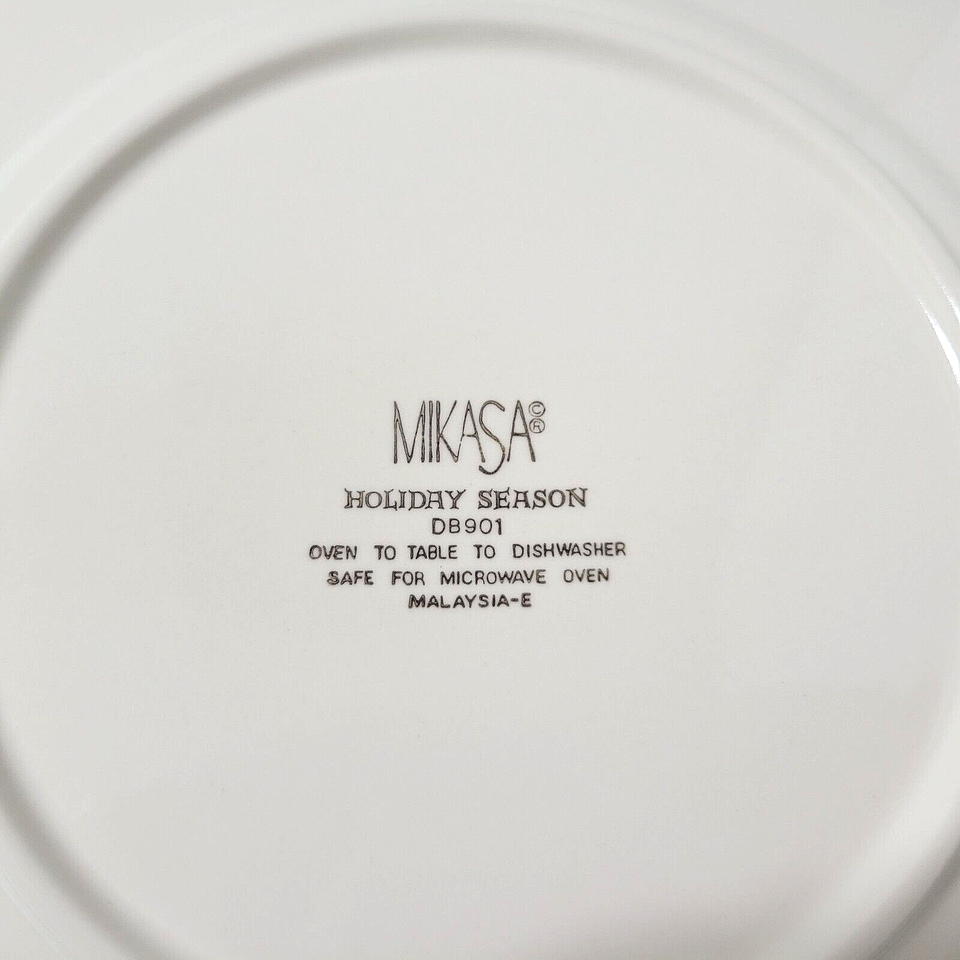 MIKASA©®
HOLIDAY SEASON
DB901
OVEN TO TABLE TO DISHWASHER
SAFE FOR MICROWAVE OVEN
MALAYSIA-E